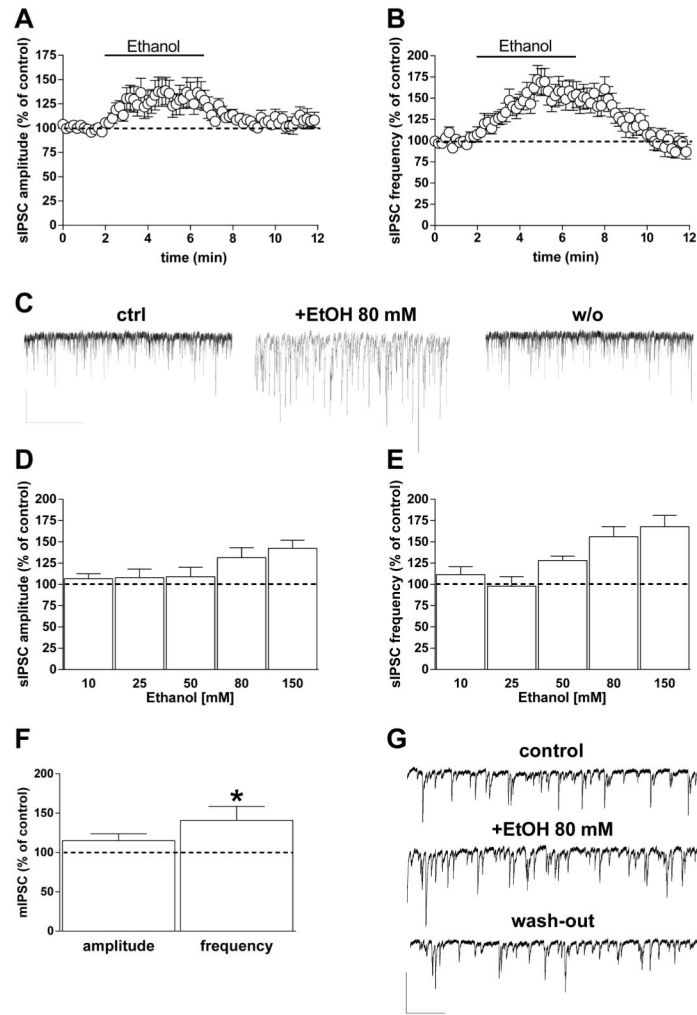 A
Ethanol
sIPSC amplitude (% of control)
175
150
125
100
75
50
25
0
0 2 4 6 8 10 12
time (min)
B
Ethanol
sIPSC frequency (% of control)
200
175
150
125
100
75
50
25
0
0 2 4 6 8 10 12
time (min)
C
ctrl
+EtOH 80 mM
w/o
D
sIPSC amplitude (% of control)
200
175
150
125
100
75
50
25
0
10 25 50 80 150
Ethanol [mM]
E
sIPSC frequency (% of control)
200
175
150
125
100
75
50
25
0
10 25 50 80 150
Ethanol [mM]
F
mIPSC (% of control)
200
150
100
50
0
*
amplitude frequency
G
control
+EtOH 80 mM
wash-out